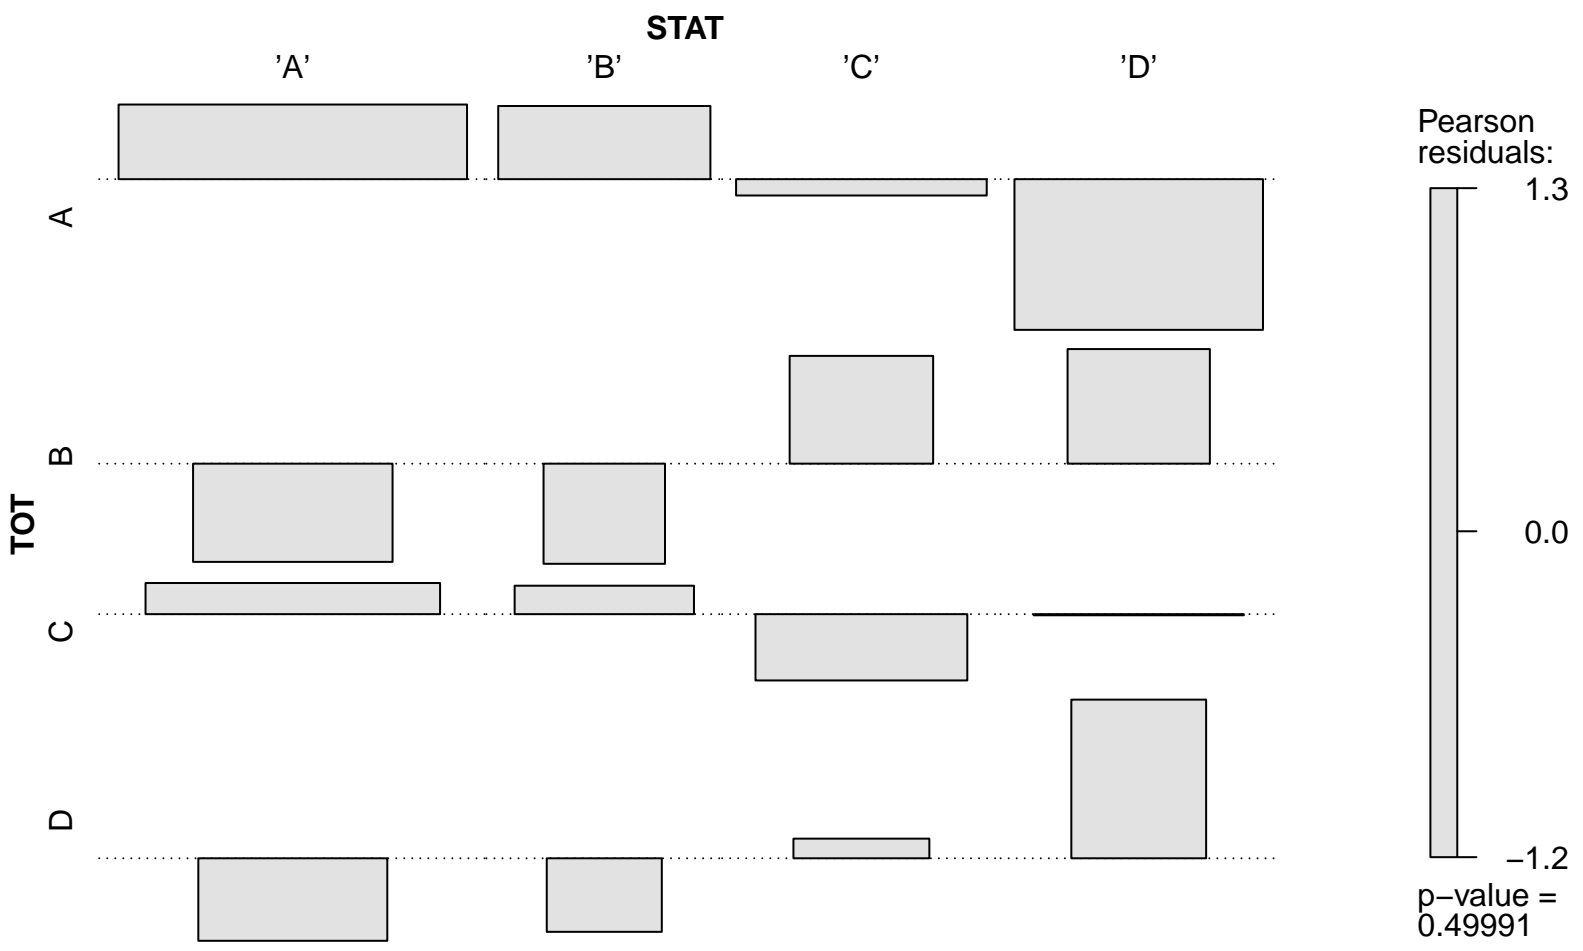 STAT
’A’ ’B’ ’C’ ’D’
Pearson
residuals:
1.3
0.0
−1.2
p−value =
0.49991
TOT
A
B
C
D